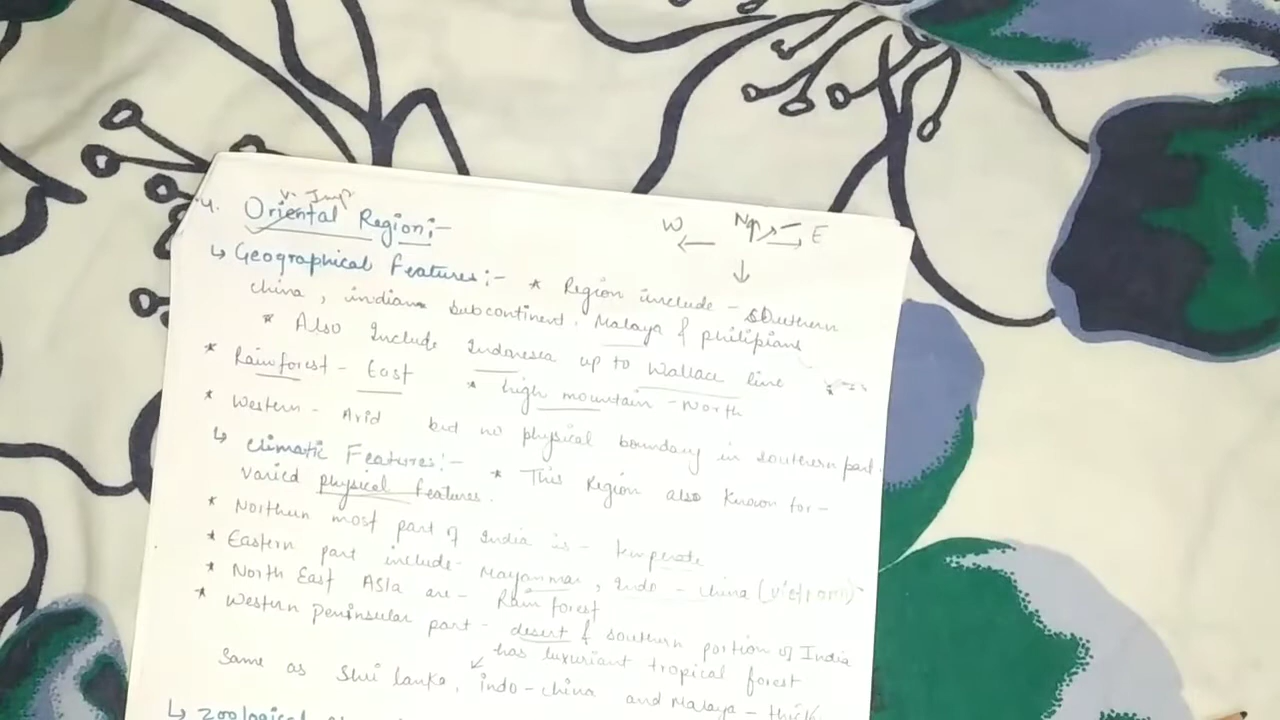 v. Imp
4. Oriental Region:-
W N E
↳ Geographical Features:- * Region include - Southern
china, indian subcontinent, Malaya & philipians
* Also Include Indonesea up to Wallace line
* Rainforest - East * high mountain - North
* Western - Arid but no physical boundary in southern part.
↳ climatic Features:- * This Region also known for -
varied physical features.
* Northun most part of India is - temperate
* Eastern part include - Mayanmar, Indo - China (Vietnam)
* North East Asia are - Rain forest
* Western Peninsular part - desert & southern portion of India
has luxuriant tropical forest
Same as Shri lanka, indo - china and Malaya - thick
↳ Zoological